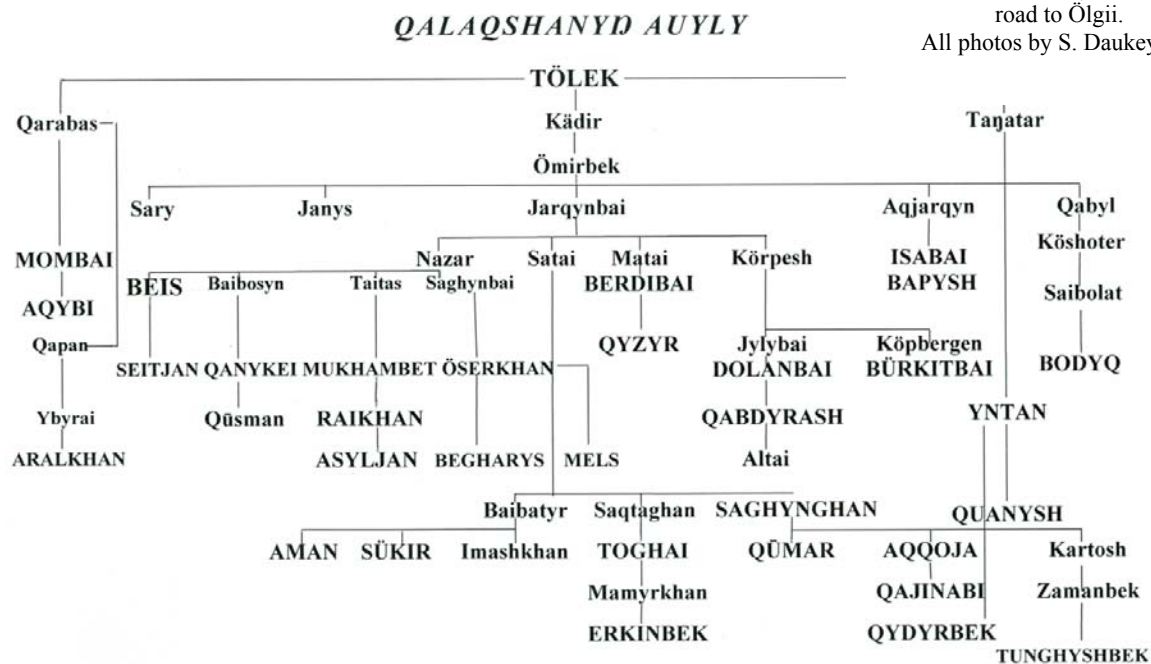 road to Ölgii.
QALAQSHANYŊ AUYLY
All photos by S. Daukey
TÖLEK
Qarabas
Kädir
Taŋatar
Ömirbek
Sary
Janys
Jarqynbai
Aqjarqyn
Qabyl
Köshoter
MOMBAI
Nazar
Satai
Matai
Körpesh
ISABAI
BEIS
Baibosyn
Taitas
Saghynbai
BERDIBAI
BAPYSH
Saibolat
AQYBI
Qapan
QYZYR
Jylybai
Köpbergen
SEITJAN
QANYKEI
MUKHAMBET
ÖSERKHAN
DOLANBAI
BÜRKITBAI
BODYQ
Ybyrai
Qūsman
RAIKHAN
QABDYRASH
YNTAN
ARALKHAN
ASYLJAN
BEGHARYS
MELS
Altai
Baibatyr
Saqtaghan
SAGHYNGHAN
QUANYSH
AMAN
SÜKIR
Imashkhan
TOGHAI
QŪMAR
AQQOJA
Kartosh
Mamyrkhan
QAJINABI
Zamanbek
ERKINBEK
QYDYRBEK
TUNGHYSHBEK